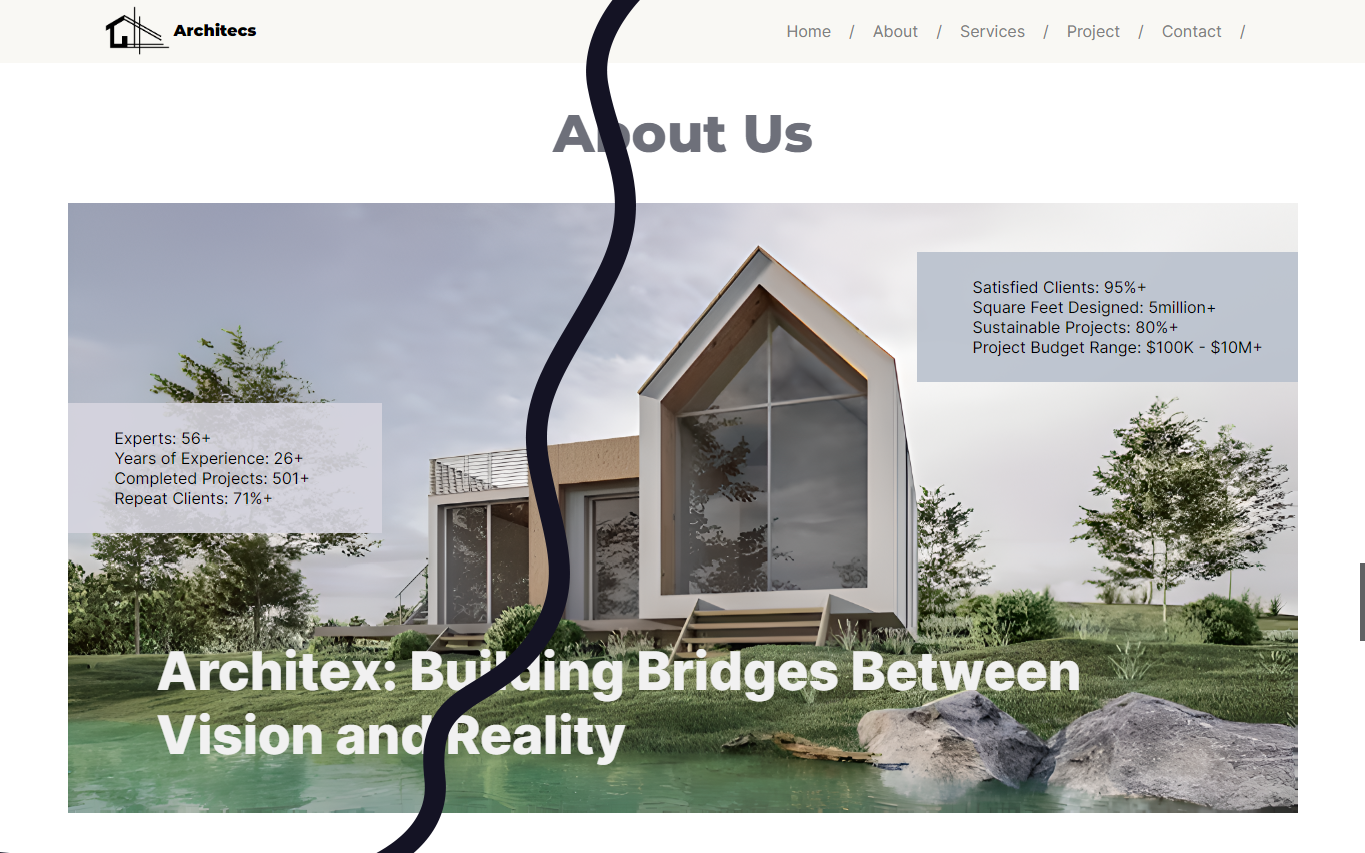 Architecs
Home / About / Services / Project / Contact /
About Us
Satisfied Clients: 95%+
Square Feet Designed: 5million+
Sustainable Projects: 80%+
Project Budget Range: $100K - $10M+
Experts: 56+
Years of Experience: 26+
Completed Projects: 501+
Repeat Clients: 71%+
Architex: Building Bridges Between
Vision and Reality